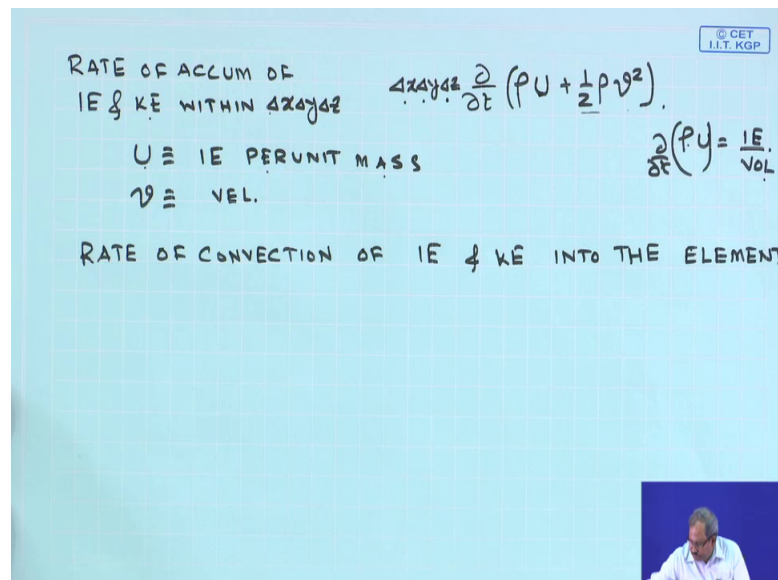 © CET
I.I.T. KGP
RATE OF ACCUM OF
IE & KE WITHIN ΔxΔyΔz
ΔxΔyΔz ∂/∂t (ρU + 1/2 ρv²).
U ≡ IE PER UNIT MASS
∂/∂t (ρU) = IE/VOL.
v ≡ VEL.
RATE OF CONVECTION OF IE & KE INTO THE ELEMENT